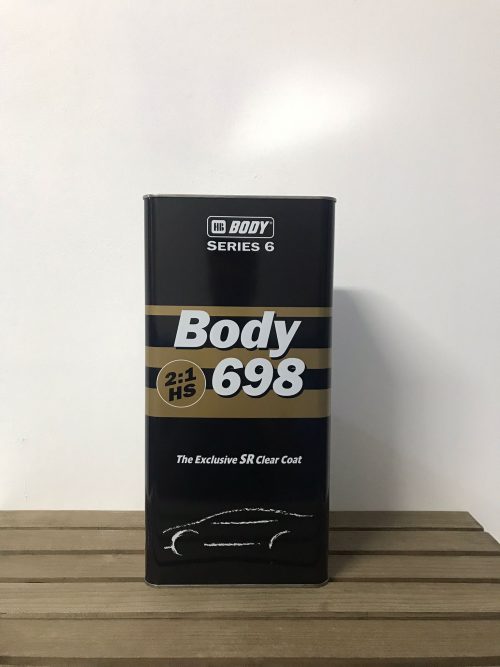 HB BODY
SERIES 6
Body
2:1 698
HS
The Exclusive SR Clear Coat